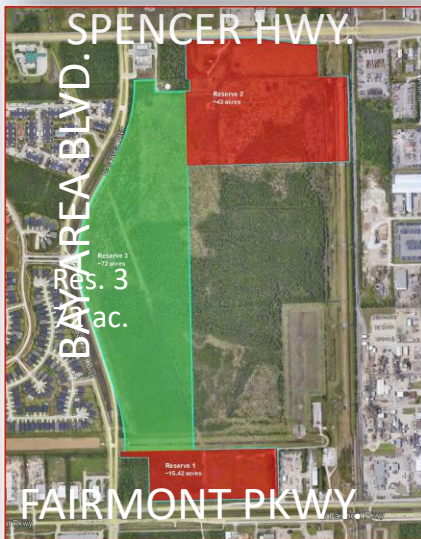 SPENCER HWY.
BAY AREA BLVD.
Reserve 2
~43 acres
Reserve 3
~72 acres
Res. 3
ac.
Reserve 1
~15.42 acres
FAIRMONT PKWY